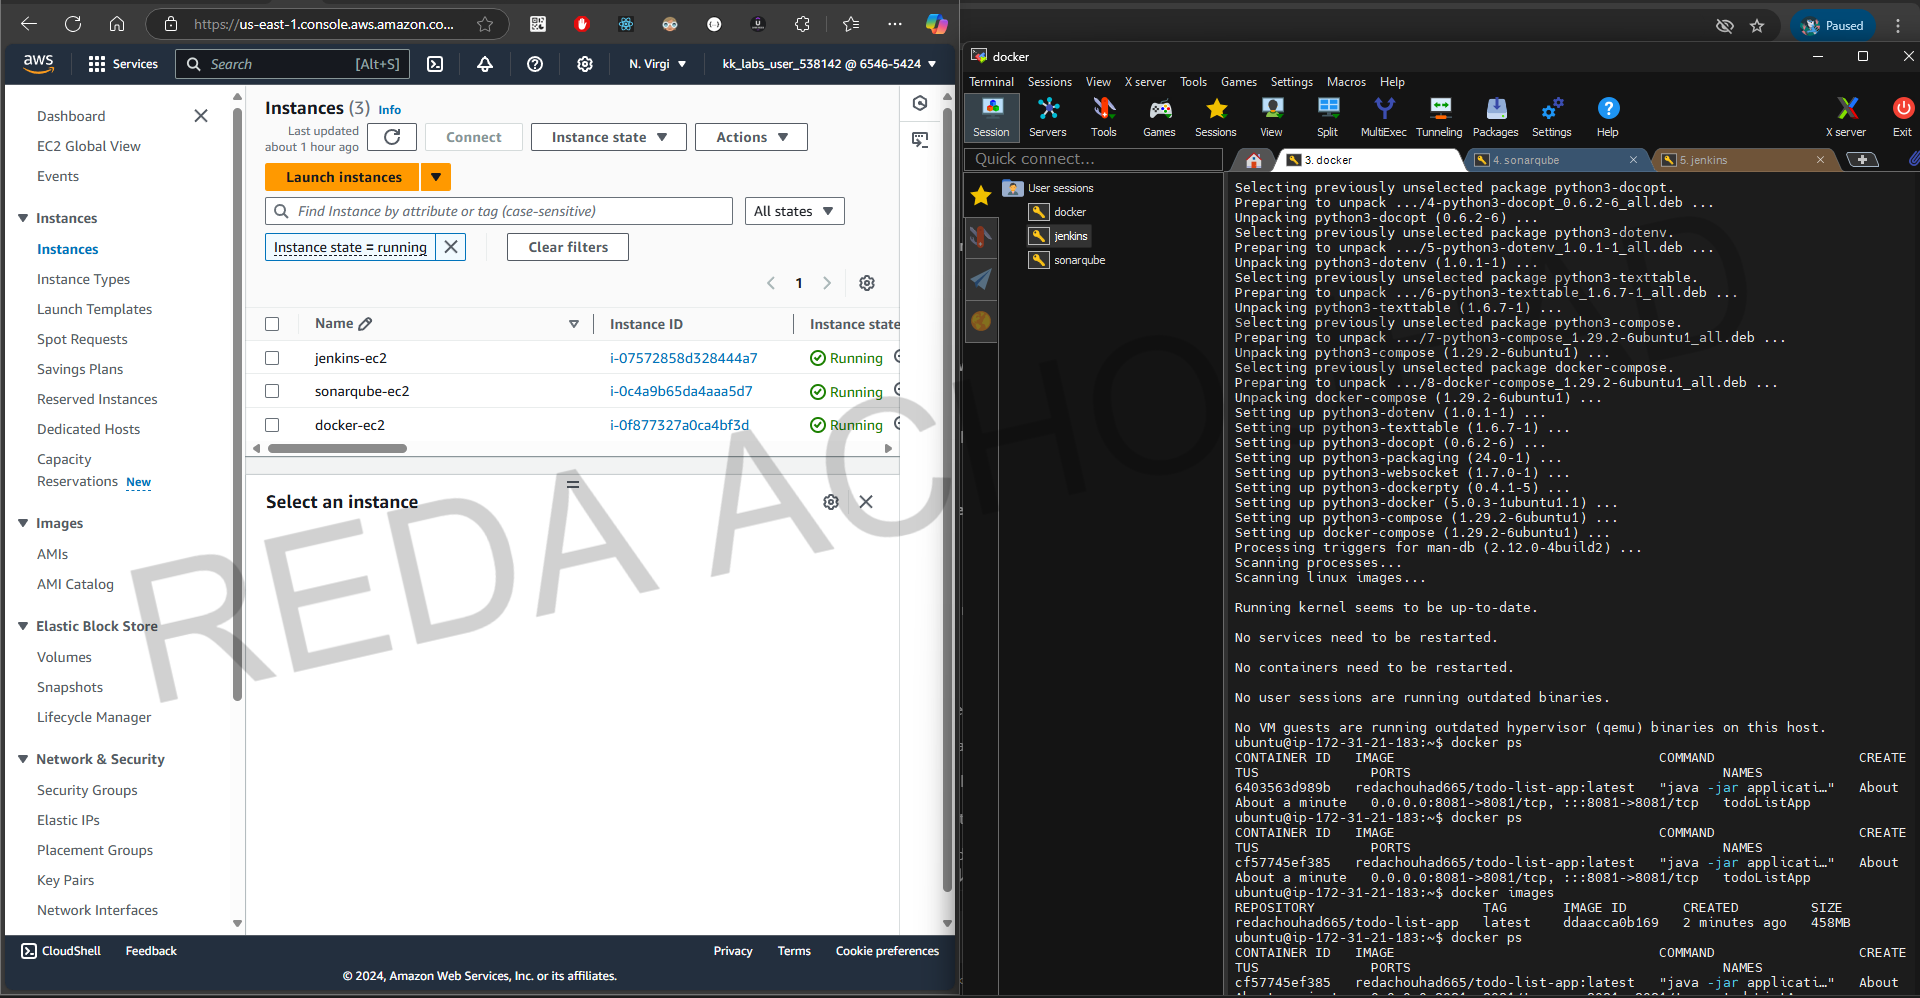 https://us-east-1.console.aws.amazon.co...
Paused
aws
Services
Search
[Alt+S]
N. Virgi
kk_labs_user_538142 @ 6546-5424
Dashboard
EC2 Global View
Events
Instances
Instances
Instance Types
Launch Templates
Spot Requests
Savings Plans
Reserved Instances
Dedicated Hosts
Capacity
Reservations New
Images
AMIs
AMI Catalog
Elastic Block Store
Volumes
Snapshots
Lifecycle Manager
Network & Security
Security Groups
Elastic IPs
Placement Groups
Key Pairs
Network Interfaces
Instances (3) Info
Last updated
about 1 hour ago
Connect
Instance state
Actions
Launch instances
Find Instance by attribute or tag (case-sensitive)
All states
Instance state = running
Clear filters
1
Name
Instance ID
Instance state
jenkins-ec2 i-07572858d328444a7 Running
sonarqube-ec2 i-0c4a9b65da4aaa5d7 Running
docker-ec2 i-0f877327a0ca4bf3d Running
Select an instance
CloudShell
Feedback
Privacy
Terms
Cookie preferences
© 2024, Amazon Web Services, Inc. or its affiliates.
docker
Terminal Sessions View X server Tools Games Settings Macros Help
Session Servers Tools Games Sessions View Split MultiExec Tunneling Packages Settings Help X server Exit
Quick connect...
3. docker
4. sonarqube
5. jenkins
User sessions
docker
jenkins
sonarqube
Selecting previously unselected package python3-docopt.
Preparing to unpack .../4-python3-docopt_0.6.2-6_all.deb ...
Unpacking python3-docopt (0.6.2-6) ...
Selecting previously unselected package python3-dotenv.
Preparing to unpack .../5-python3-dotenv_1.0.1-1_all.deb ...
Unpacking python3-dotenv (1.0.1-1) ...
Selecting previously unselected package python3-texttable.
Preparing to unpack .../6-python3-texttable_1.6.7-1_all.deb ...
Unpacking python3-texttable (1.6.7-1) ...
Selecting previously unselected package python3-compose.
Preparing to unpack .../7-python3-compose_1.29.2-6ubuntu1_all.deb ...
Unpacking python3-compose (1.29.2-6ubuntu1) ...
Selecting previously unselected package docker-compose.
Preparing to unpack .../8-docker-compose_1.29.2-6ubuntu1_all.deb ...
Unpacking docker-compose (1.29.2-6ubuntu1) ...
Setting up python3-dotenv (1.0.1-1) ...
Setting up python3-texttable (1.6.7-1) ...
Setting up python3-docopt (0.6.2-6) ...
Setting up python3-packaging (24.0-1) ...
Setting up python3-websocket (1.7.0-1) ...
Setting up python3-dockerpty (0.4.1-5) ...
Setting up python3-docker (5.0.3-1ubuntu1.1) ...
Setting up python3-compose (1.29.2-6ubuntu1) ...
Setting up docker-compose (1.29.2-6ubuntu1) ...
Processing triggers for man-db (2.12.0-4build2) ...
Scanning processes...
Scanning linux images...
Running kernel seems to be up-to-date.
No services need to be restarted.
No containers need to be restarted.
No user sessions are running outdated binaries.
No VM guests are running outdated hypervisor (qemu) binaries on this host.
ubuntu@ip-172-31-21-183:~$ docker ps
CONTAINER ID IMAGE COMMAND CREATE
TUS PORTS NAMES
6403563d989b redachouhad665/todo-list-app:latest "java -jar applicati…" About
About a minute 0.0.0.0:8081->8081/tcp, :::8081->8081/tcp todoListApp
ubuntu@ip-172-31-21-183:~$ docker ps
CONTAINER ID IMAGE COMMAND CREATE
TUS PORTS NAMES
cf57745ef385 redachouhad665/todo-list-app:latest "java -jar applicati…" About
About a minute 0.0.0.0:8081->8081/tcp, :::8081->8081/tcp todoListApp
ubuntu@ip-172-31-21-183:~$ docker images
REPOSITORY TAG IMAGE ID CREATED SIZE
redachouhad665/todo-list-app latest ddaacca0b169 2 minutes ago 458MB
ubuntu@ip-172-31-21-183:~$ docker ps
CONTAINER ID IMAGE COMMAND CREATE
TUS PORTS NAMES
cf57745ef385 redachouhad665/todo-list-app:latest "java -jar applicati…" About
REDA ACHOUHAD